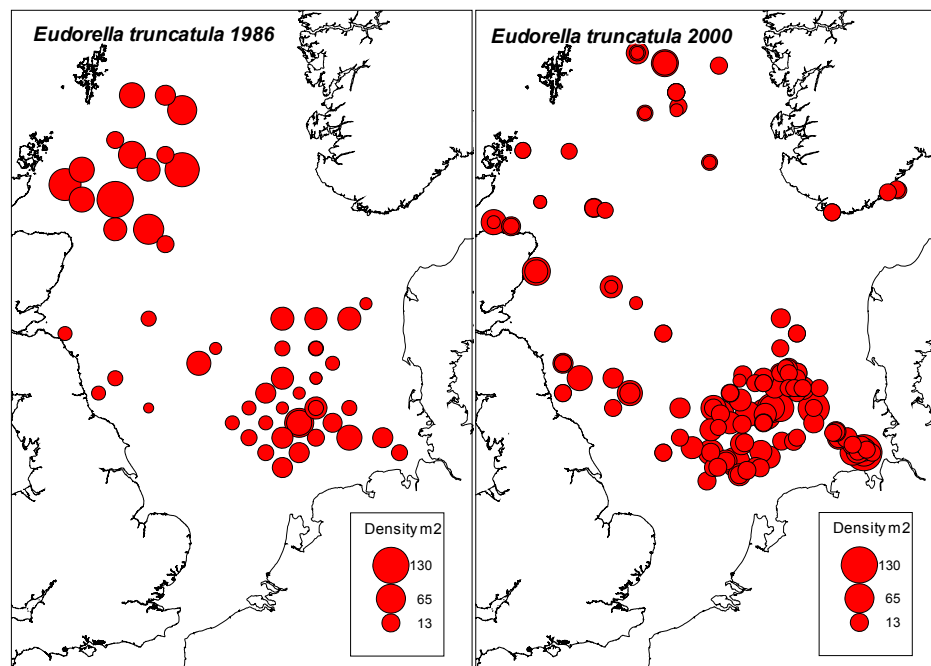 Eudorella truncatula 1986
Density m2
130
65
13
Eudorella truncatula 2000
Density m2
130
65
13